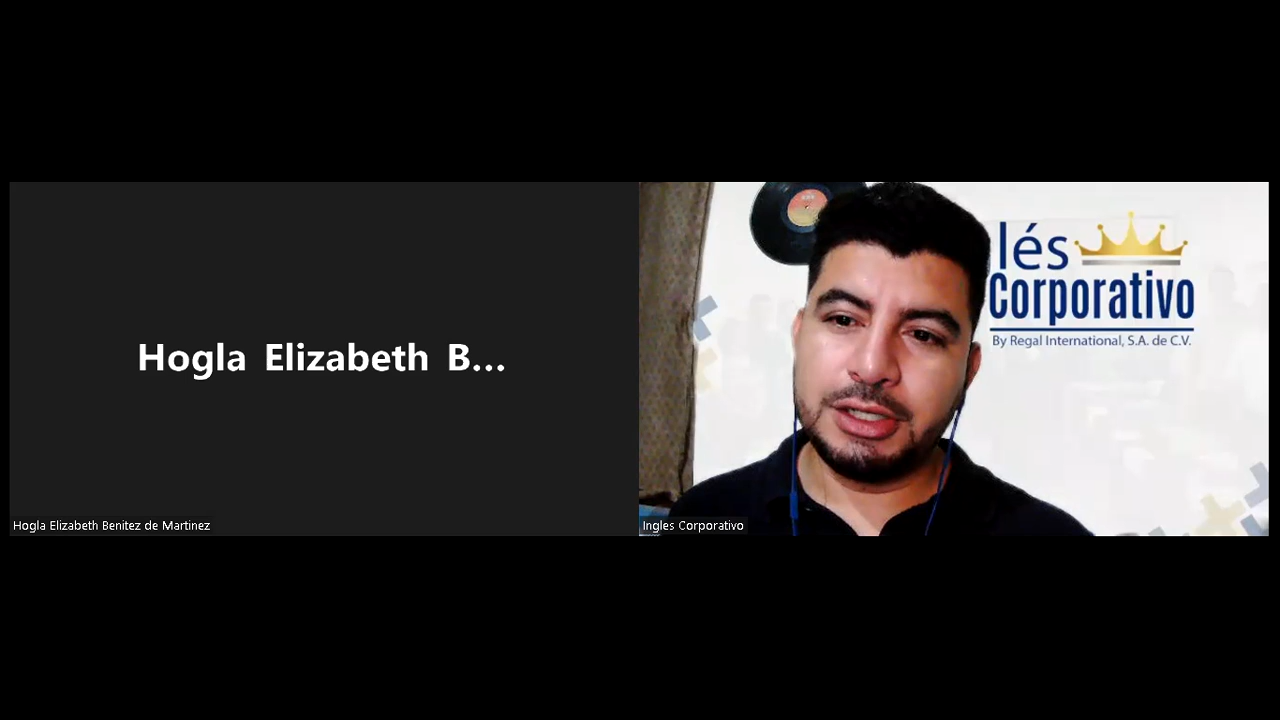 Hogla Elizabeth B...
Hogla Elizabeth Benitez de Martinez
lés
Corporativo
By Regal International, S.A. de C.V.
Ingles Corporativo